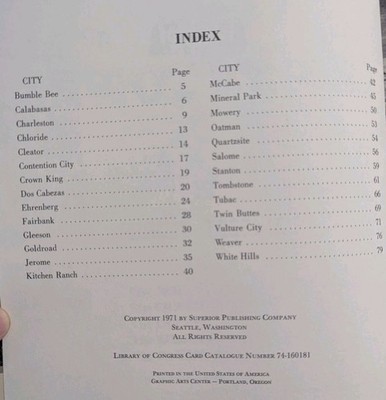 INDEX
CITY Page
Bumble Bee 5
Calabasas 6
Charleston 9
Chloride 13
Cleator 14
Contention City 17
Crown King 19
Dos Cabezas 20
Ehrenberg 24
Fairbank 28
Gleeson 30
Goldroad 32
Jerome 35
Kitchen Ranch 40
CITY Page
McCabe 42
Mineral Park 45
Mowery 50
Oatman 53
Quartzsite 54
Salome 56
Stanton 59
Tombstone 61
Tubac 66
Twin Buttes 69
Vulture City 71
Weaver 76
White Hills 79
COPYRIGHT 1971 BY SUPERIOR PUBLISHING COMPANY
SEATTLE, WASHINGTON
ALL RIGHTS RESERVED
LIBRARY OF CONGRESS CARD CATALOGUE NUMBER 74-160181
PRINTED IN THE UNITED STATES OF AMERICA
GRAPHIC ARTS CENTER — PORTLAND, OREGON